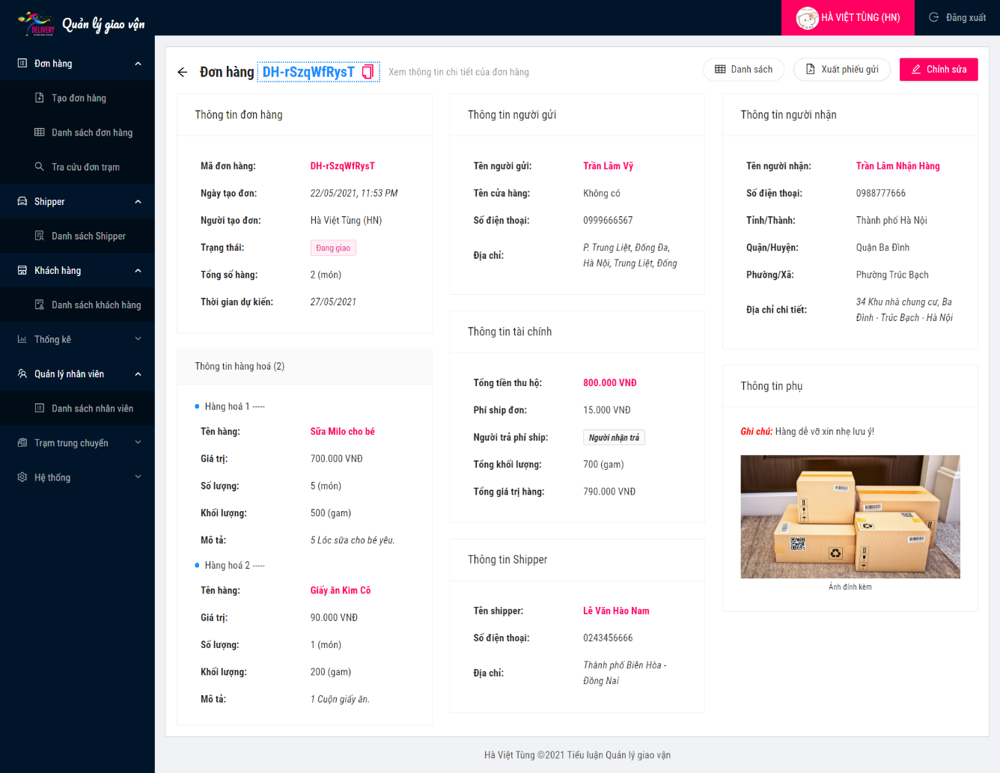 DELIVERY
Quản lý giao vận
HÀ VIỆT TÙNG (HN)
Đăng xuất
Đơn hàng
Tạo đơn hàng
Danh sách đơn hàng
Tra cứu đơn trạm
Shipper
Danh sách Shipper
Khách hàng
Danh sách khách hàng
Thống kê
Quản lý nhân viên
Danh sách nhân viên
Trạm trung chuyển
Hệ thống
Đơn hàng DH-rSzqWfRysT Xem thông tin chi tiết của đơn hàng
Danh sách
Xuất phiếu gửi
Chỉnh sửa
Thông tin đơn hàng
Mã đơn hàng: DH-rSzqWfRysT
Ngày tạo đơn: 22/05/2021, 11:53 PM
Người tạo đơn: Hà Việt Tùng (HN)
Trạng thái: Đang giao
Tổng số hàng: 2 (món)
Thời gian dự kiến: 27/05/2021
Thông tin hàng hoá (2)
Hàng hoá 1 -----
Tên hàng: Sữa Milo cho bé
Giá trị: 700.000 VNĐ
Số lượng: 5 (món)
Khối lượng: 500 (gam)
Mô tả: 5 Lóc sữa cho bé yêu.
Hàng hoá 2 -----
Tên hàng: Giấy ăn Kim Cô
Giá trị: 90.000 VNĐ
Số lượng: 1 (món)
Khối lượng: 200 (gam)
Mô tả: 1 Cuộn giấy ăn.
Thông tin người gửi
Tên người gửi: Trần Lâm Vỹ
Tên cửa hàng: Không có
Số điện thoại: 0999666567
Địa chỉ: P. Trung Liệt, Đống Đa,
Hà Nội, Trung Liệt, Đống
Thông tin tài chính
Tổng tiền thu hộ: 800.000 VNĐ
Phí ship đơn: 15.000 VNĐ
Người trả phí ship: Người nhận trả
Tổng khối lượng: 700 (gam)
Tổng giá trị hàng: 790.000 VNĐ
Thông tin Shipper
Tên shipper: Lê Văn Hào Nam
Số điện thoại: 0243456666
Địa chỉ: Thành phố Biên Hòa -
Đồng Nai
Thông tin người nhận
Tên người nhận: Trần Lâm Nhận Hàng
Số điện thoại: 0988777666
Tỉnh/Thành: Thành phố Hà Nội
Quận/Huyện: Quận Ba Đình
Phường/Xã: Phường Trúc Bạch
Địa chỉ chi tiết: 34 Khu nhà chung cư, Ba
Đình - Trúc Bạch - Hà Nội
Thông tin phụ
Ghi chú: Hàng dễ vỡ xin nhẹ lưu ý!
Ảnh đính kèm
Hà Việt Tùng ©2021 Tiểu luận Quản lý giao vận